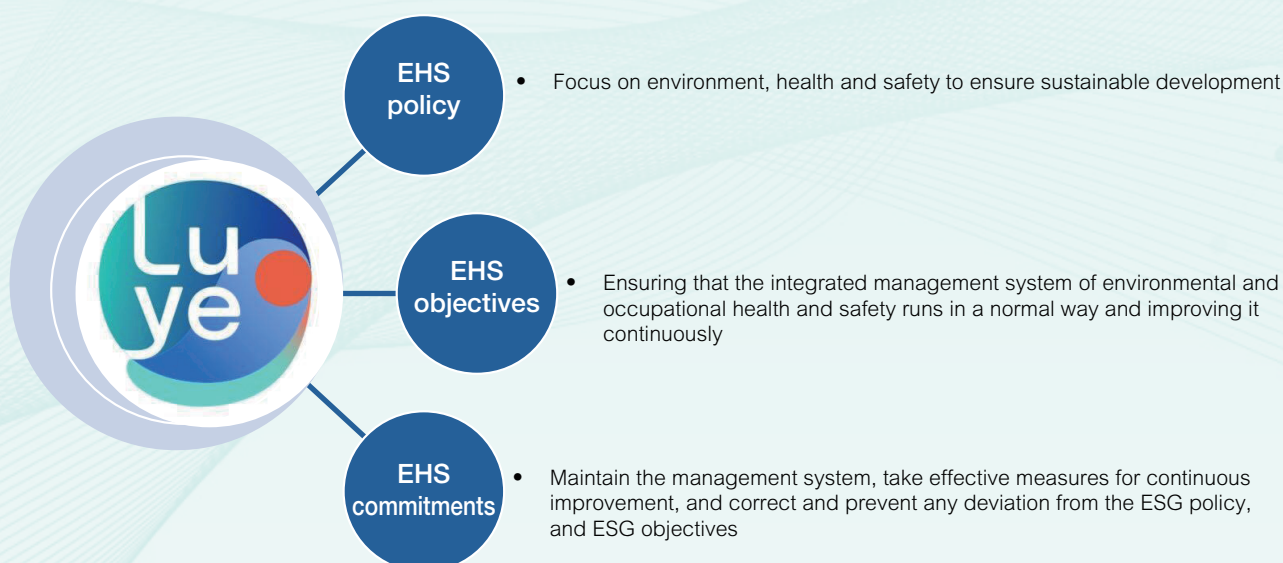 EHS
policy
• Focus on environment, health and safety to ensure sustainable development
Lu
ye
EHS
objectives
• Ensuring that the integrated management system of environmental and
occupational health and safety runs in a normal way and improving it
continuously
EHS
commitments
• Maintain the management system, take effective measures for continuous
improvement, and correct and prevent any deviation from the ESG policy,
and ESG objectives